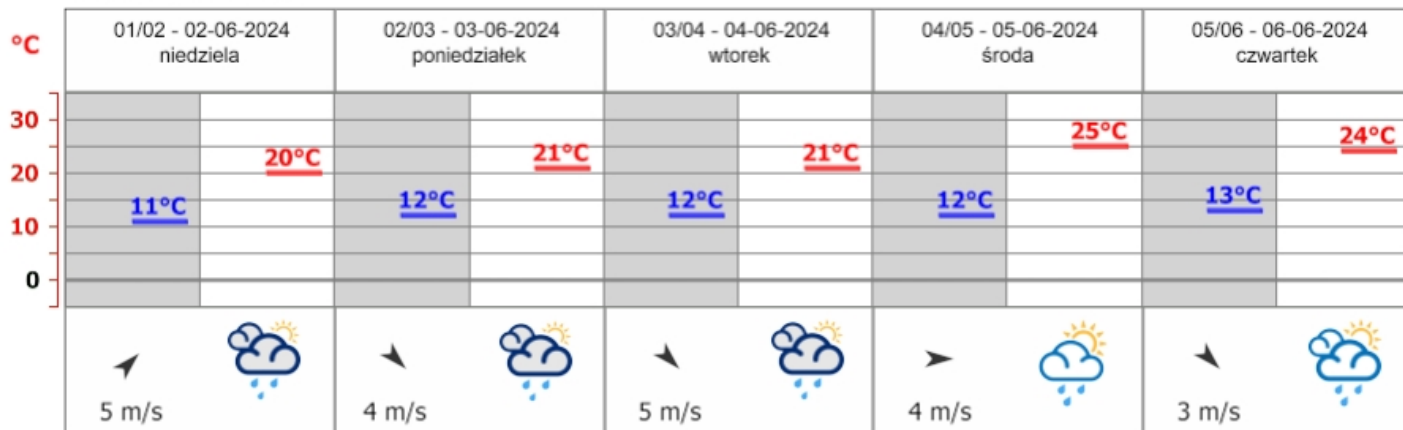 °C
01/02 - 02-06-2024
niedziela
02/03 - 03-06-2024
poniedziałek
03/04 - 04-06-2024
wtorek
04/05 - 05-06-2024
środa
05/06 - 06-06-2024
czwartek
30
20
10
0
11°C
20°C
12°C
21°C
12°C
21°C
12°C
25°C
13°C
24°C
5 m/s
4 m/s
5 m/s
4 m/s
3 m/s